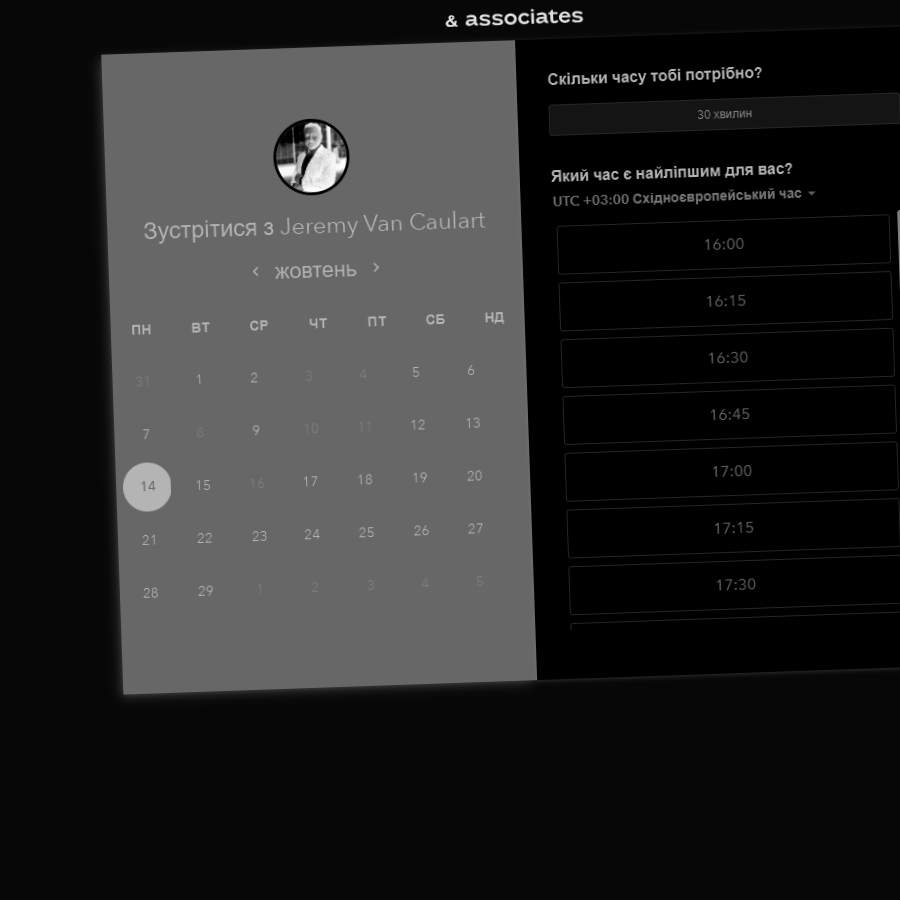 & associates
Зустрітися з Jeremy Van Caulart
жовтень
ПН ВТ СР ЧТ ПТ СБ НД
31 1 2 3 4 5 6
7 8 9 10 11 12 13
14 15 16 17 18 19 20
21 22 23 24 25 26 27
28 29 1 2 3 4 5
Скільки часу тобі потрібно?
30 хвилин
Який час є найліпшим для вас?
UTC +03:00 Східноєвропейський час
16:00
16:15
16:30
16:45
17:00
17:15
17:30